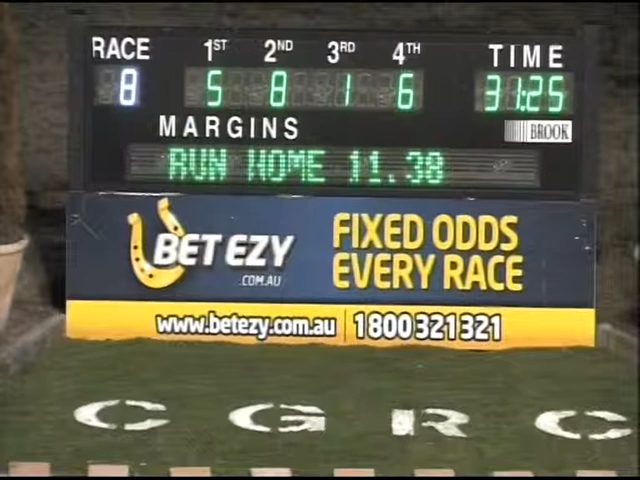 RACE 1ST 2ND 3RD 4TH TIME
8 5 8 1 6 31:25
MARGINS BROOK
RUN HOME 11.38
BET EZY
.COM.AU
FIXED ODDS
EVERY RACE
www.betezy.com.au 1800 321 321
C G R C